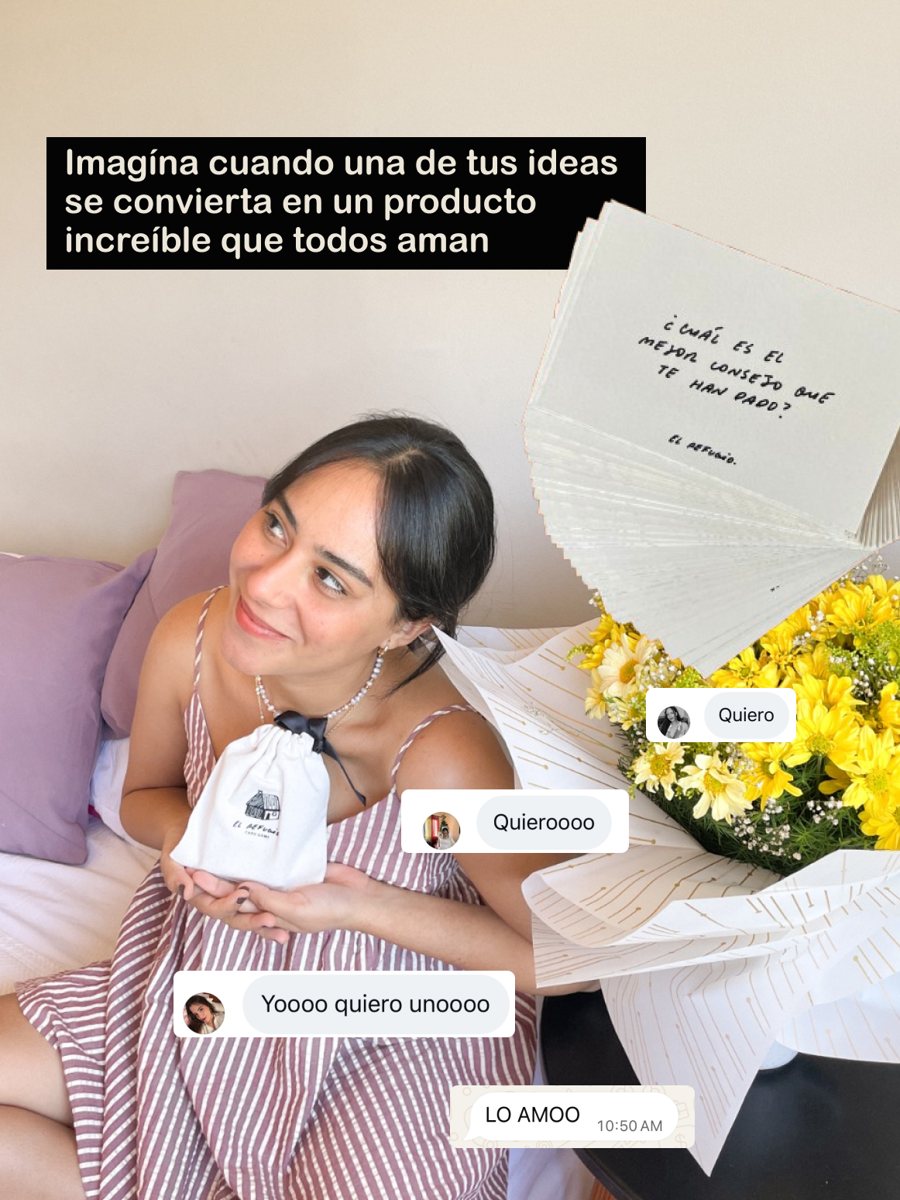 Imagína cuando una de tus ideas
se convierta en un producto
increíble que todos aman
¿CUÁL ES EL
MEJOR CONSEJO QUE
TE HAN DADO?
EL REFUGIO.
Quiero
Quieroooo
EL REFUGIO
CARD GAME
Yoooo quiero unoooo
LO AMOO 10:50 AM